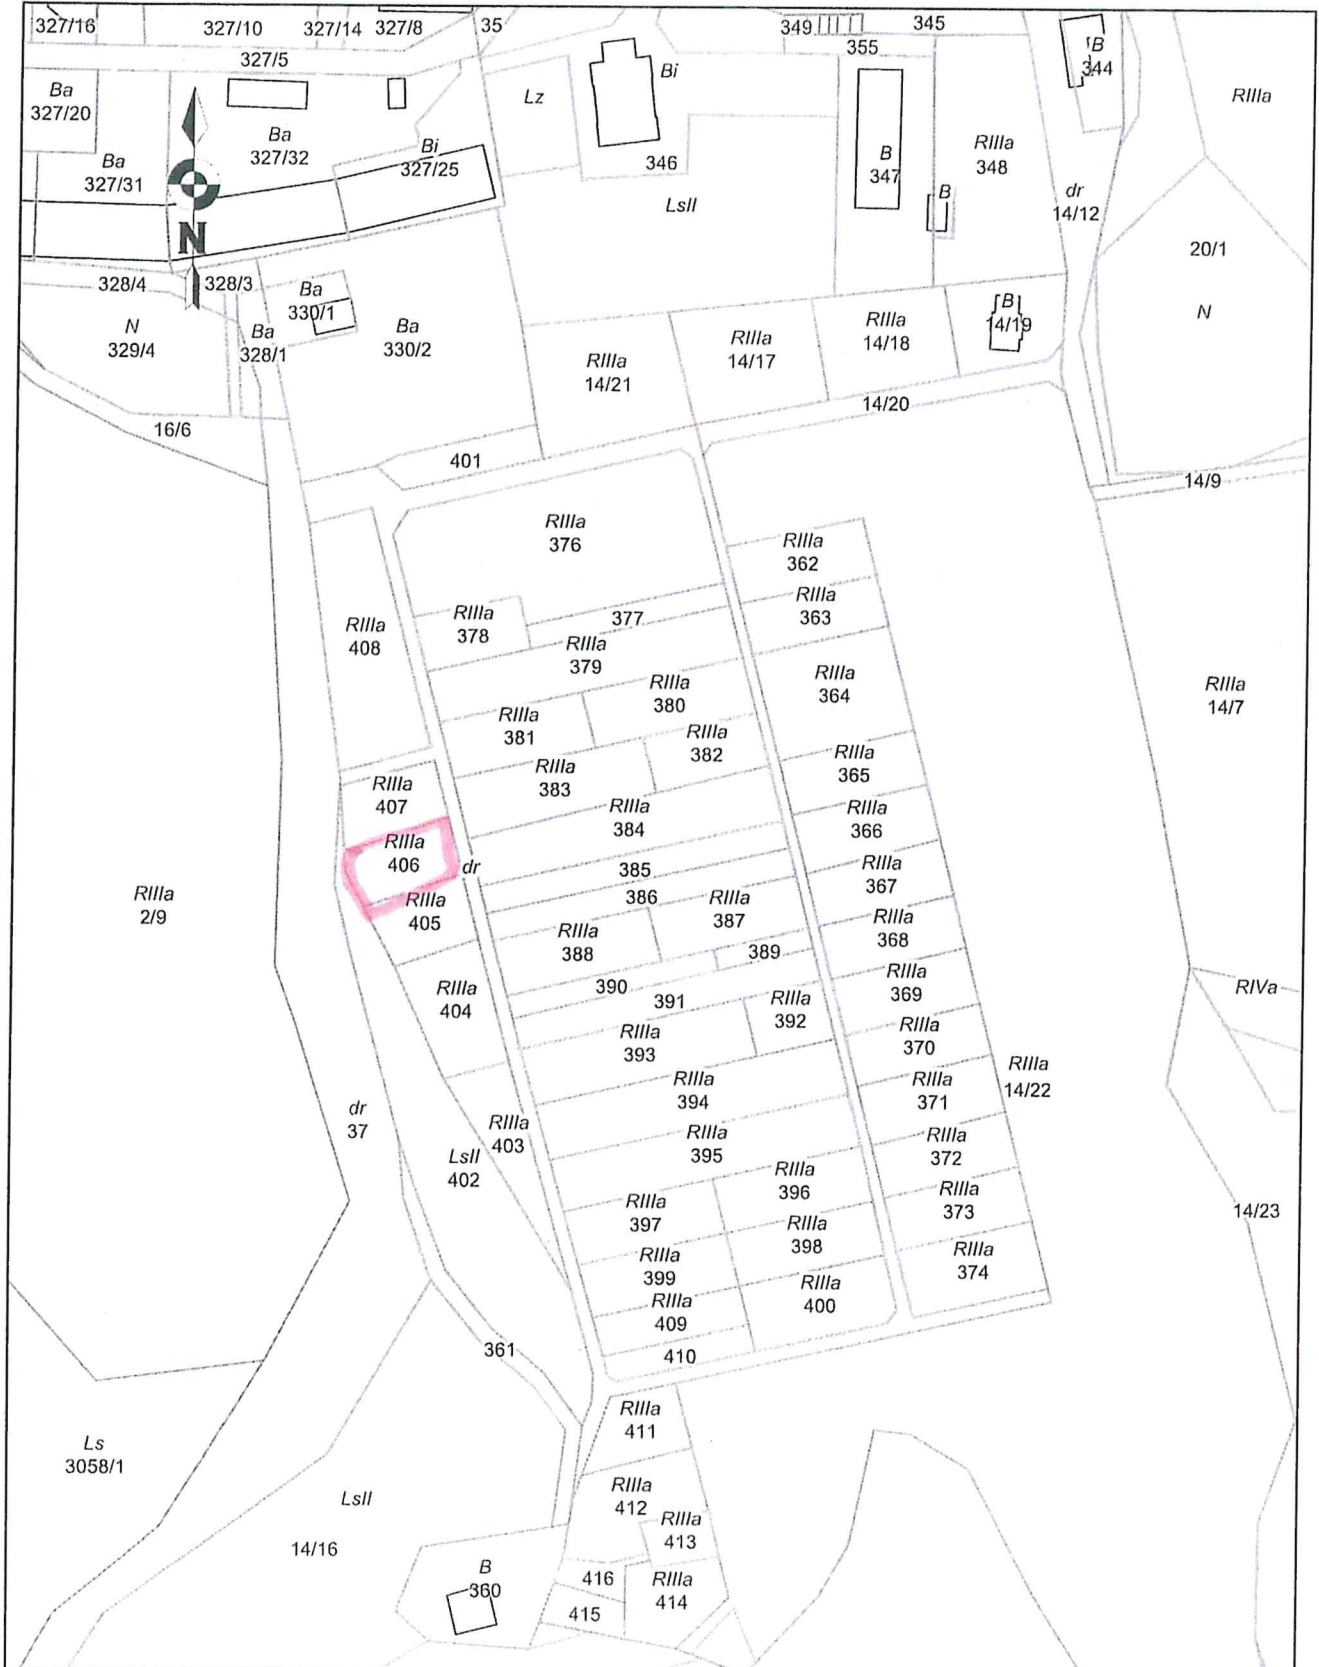 327/16
327/10
327/14
327/8
35
349
345
355
327/5
B
344
Ba
327/20
Ba
327/32
Bi
327/25
Lz
Bi
346
RIIIa
Ba
327/31
B
347
RIIIa
348
B
dr
14/12
LsII
N
20/1
N
328/4
328/3
Ba
330/1
N
329/4
Ba
328/1
Ba
330/2
RIIIa
14/21
RIIIa
14/17
RIIIa
14/18
B
14/19
14/20
16/6
401
14/9
RIIIa
376
RIIIa
362
RIIIa
363
RIIIa
408
RIIIa
378
377
RIIIa
379
RIIIa
364
RIIIa
380
RIIIa
381
RIIIa
14/7
RIIIa
382
RIIIa
383
RIIIa
365
RIIIa
407
RIIIa
384
RIIIa
366
RIIIa
406
dr
385
RIIIa
367
RIIIa
2/9
RIIIa
405
386
RIIIa
387
RIIIa
388
RIIIa
368
389
RIIIa
404
390
391
RIIIa
392
RIIIa
369
RIVa
RIIIa
393
RIIIa
370
RIIIa
14/22
RIIIa
394
RIIIa
371
dr
37
RIIIa
403
RIIIa
395
RIIIa
372
LsII
402
RIIIa
396
RIIIa
373
RIIIa
397
RIIIa
398
14/23
RIIIa
399
RIIIa
374
RIIIa
400
RIIIa
409
361
410
RIIIa
411
Ls
3058/1
RIIIa
412
LsII
14/16
RIIIa
413
B
360
416
RIIIa
414
415